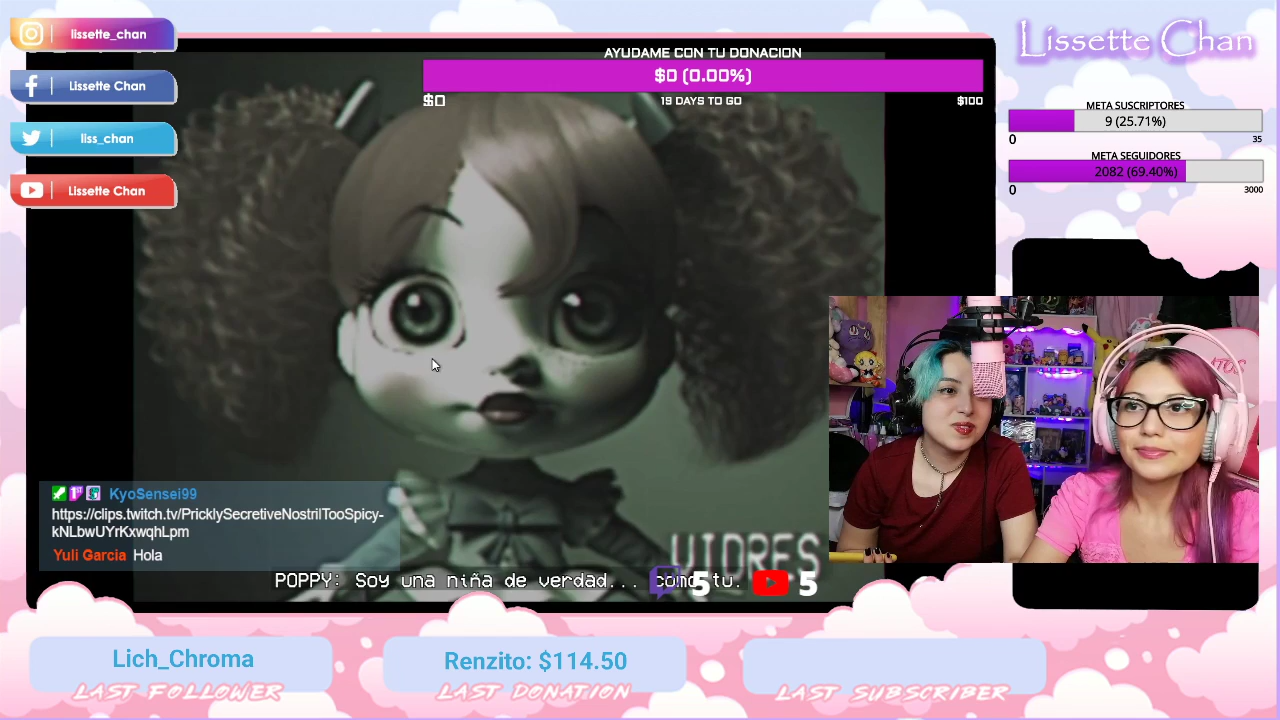 lissette_chan
Lissette Chan
liss_chan
Lissette Chan
AYUDAME CON TU DONACION
$0 (0.00%)
$0
19 DAYS TO GO
$100
Lissette Chan
META SUSCRIPTORES
9 (25.71%)
0
35
META SEGUIDORES
2082 (69.40%)
0
3000
KyoSensei99
https://clips.twitch.tv/PricklySecretiveNostrilTooSpicy-
kNLbwUYrKxwqhLpm
Yuli Garcia Hola
VIDRES
POPPY: Soy una niña de verdad... como tu.
5
5
Lich_Chroma
LAST FOLLOWER
Renzito: $114.50
LAST DONATION
LAST SUBSCRIBER